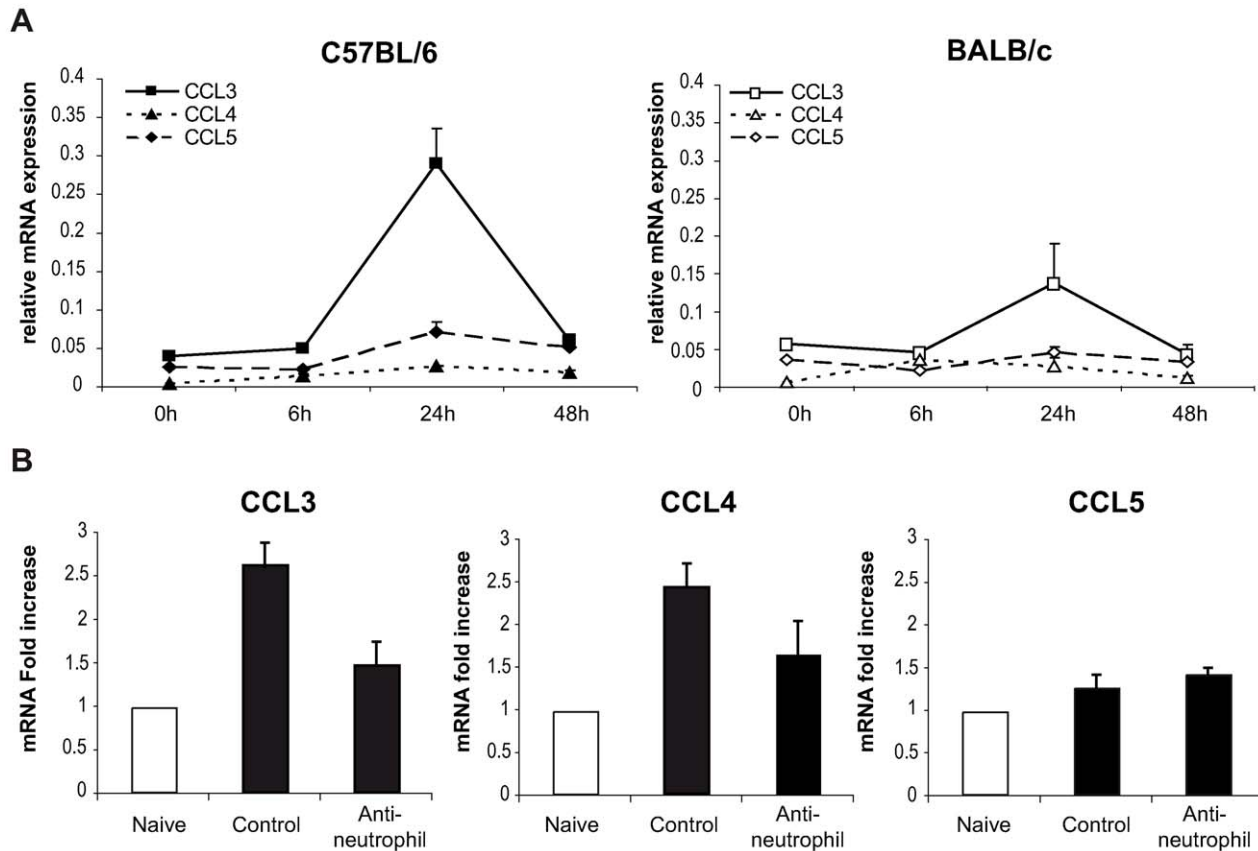 A
C57BL/6
relative mRNA expression
0.4
0.35
0.3
0.25
0.2
0.15
0.1
0.05
0
CCL3
CCL4
CCL5
0h 6h 24h 48h
BALB/c
relative mRNA expression
0.4
0.35
0.3
0.25
0.2
0.15
0.1
0.05
0
CCL3
CCL4
CCL5
0h 6h 24h 48h
B
CCL3
mRNA Fold increase
3
2.5
2
1.5
1
0.5
0
Naive Control Anti-
neutrophil
CCL4
mRNA fold increase
3
2.5
2
1.5
1
0.5
0
Naive Control Anti-
neutrophil
CCL5
mRNA fold increase
3
2.5
2
1.5
1
0.5
0
Naive Control Anti-
neutrophil